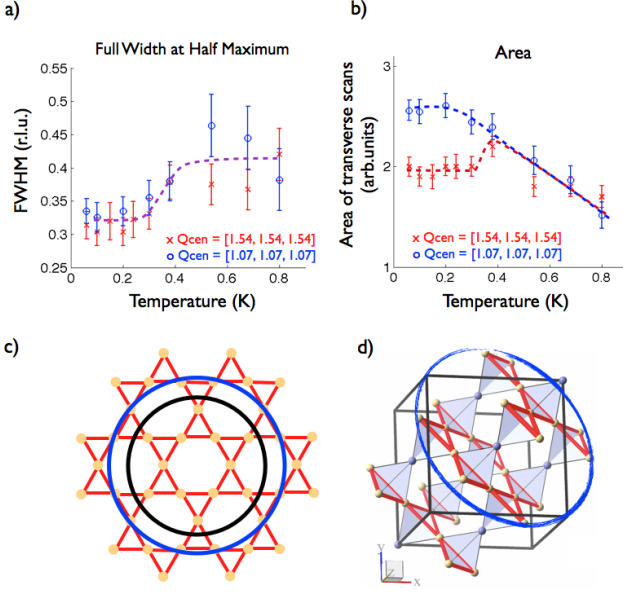 a)
Full Width at Half Maximum
0.55
0.5
0.45
0.4
0.35
0.3
0.25
FWHM (r.l.u.)
× Qcen = [1.54, 1.54, 1.54]
o Qcen = [1.07, 1.07, 1.07]
0 0.2 0.4 0.6 0.8 1
Temperature (K)
b)
Area
3
2
1
Area of transverse scans
(arb.units)
× Qcen = [1.54, 1.54, 1.54]
o Qcen = [1.07, 1.07, 1.07]
0 0.2 0.4 0.6 0.8
Temperature (K)
c)
d)
Y
Z
X